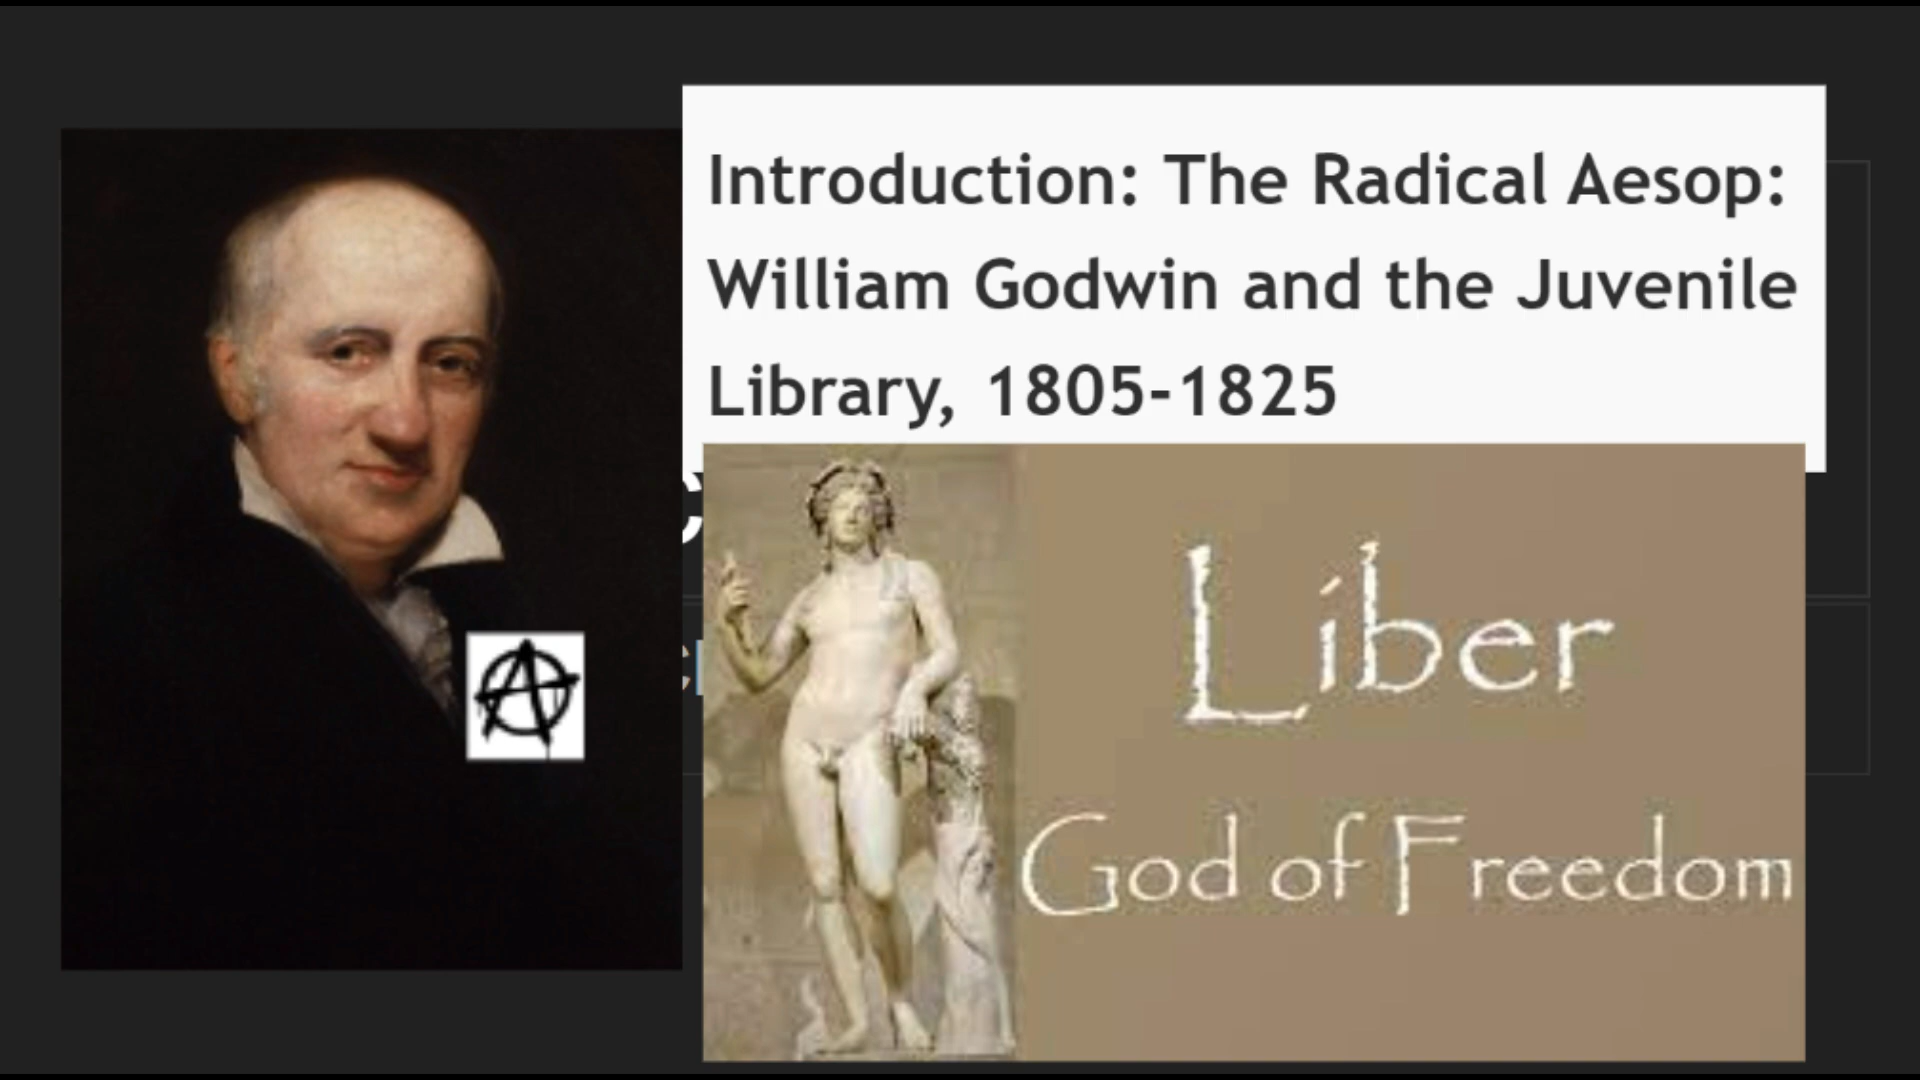 Introduction: The Radical Aesop:
William Godwin and the Juvenile
Library, 1805-1825
Liber
God of Freedom